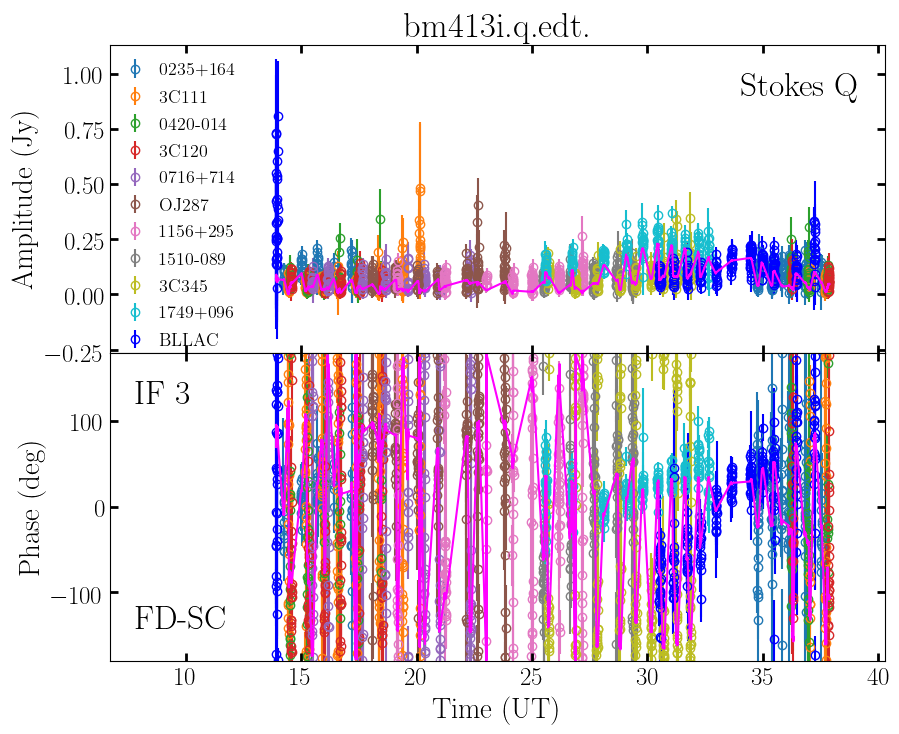 bm413i.q.edt.
Stokes Q
Amplitude (Jy)
1.00
0.75
0.50
0.25
0.00
−0.25
0235+164
3C111
0420-014
3C120
0716+714
OJ287
1156+295
1510-089
3C345
1749+096
BLLAC
IF 3
FD-SC
Phase (deg)
100
0
−100
10
15
20
25
30
35
40
Time (UT)